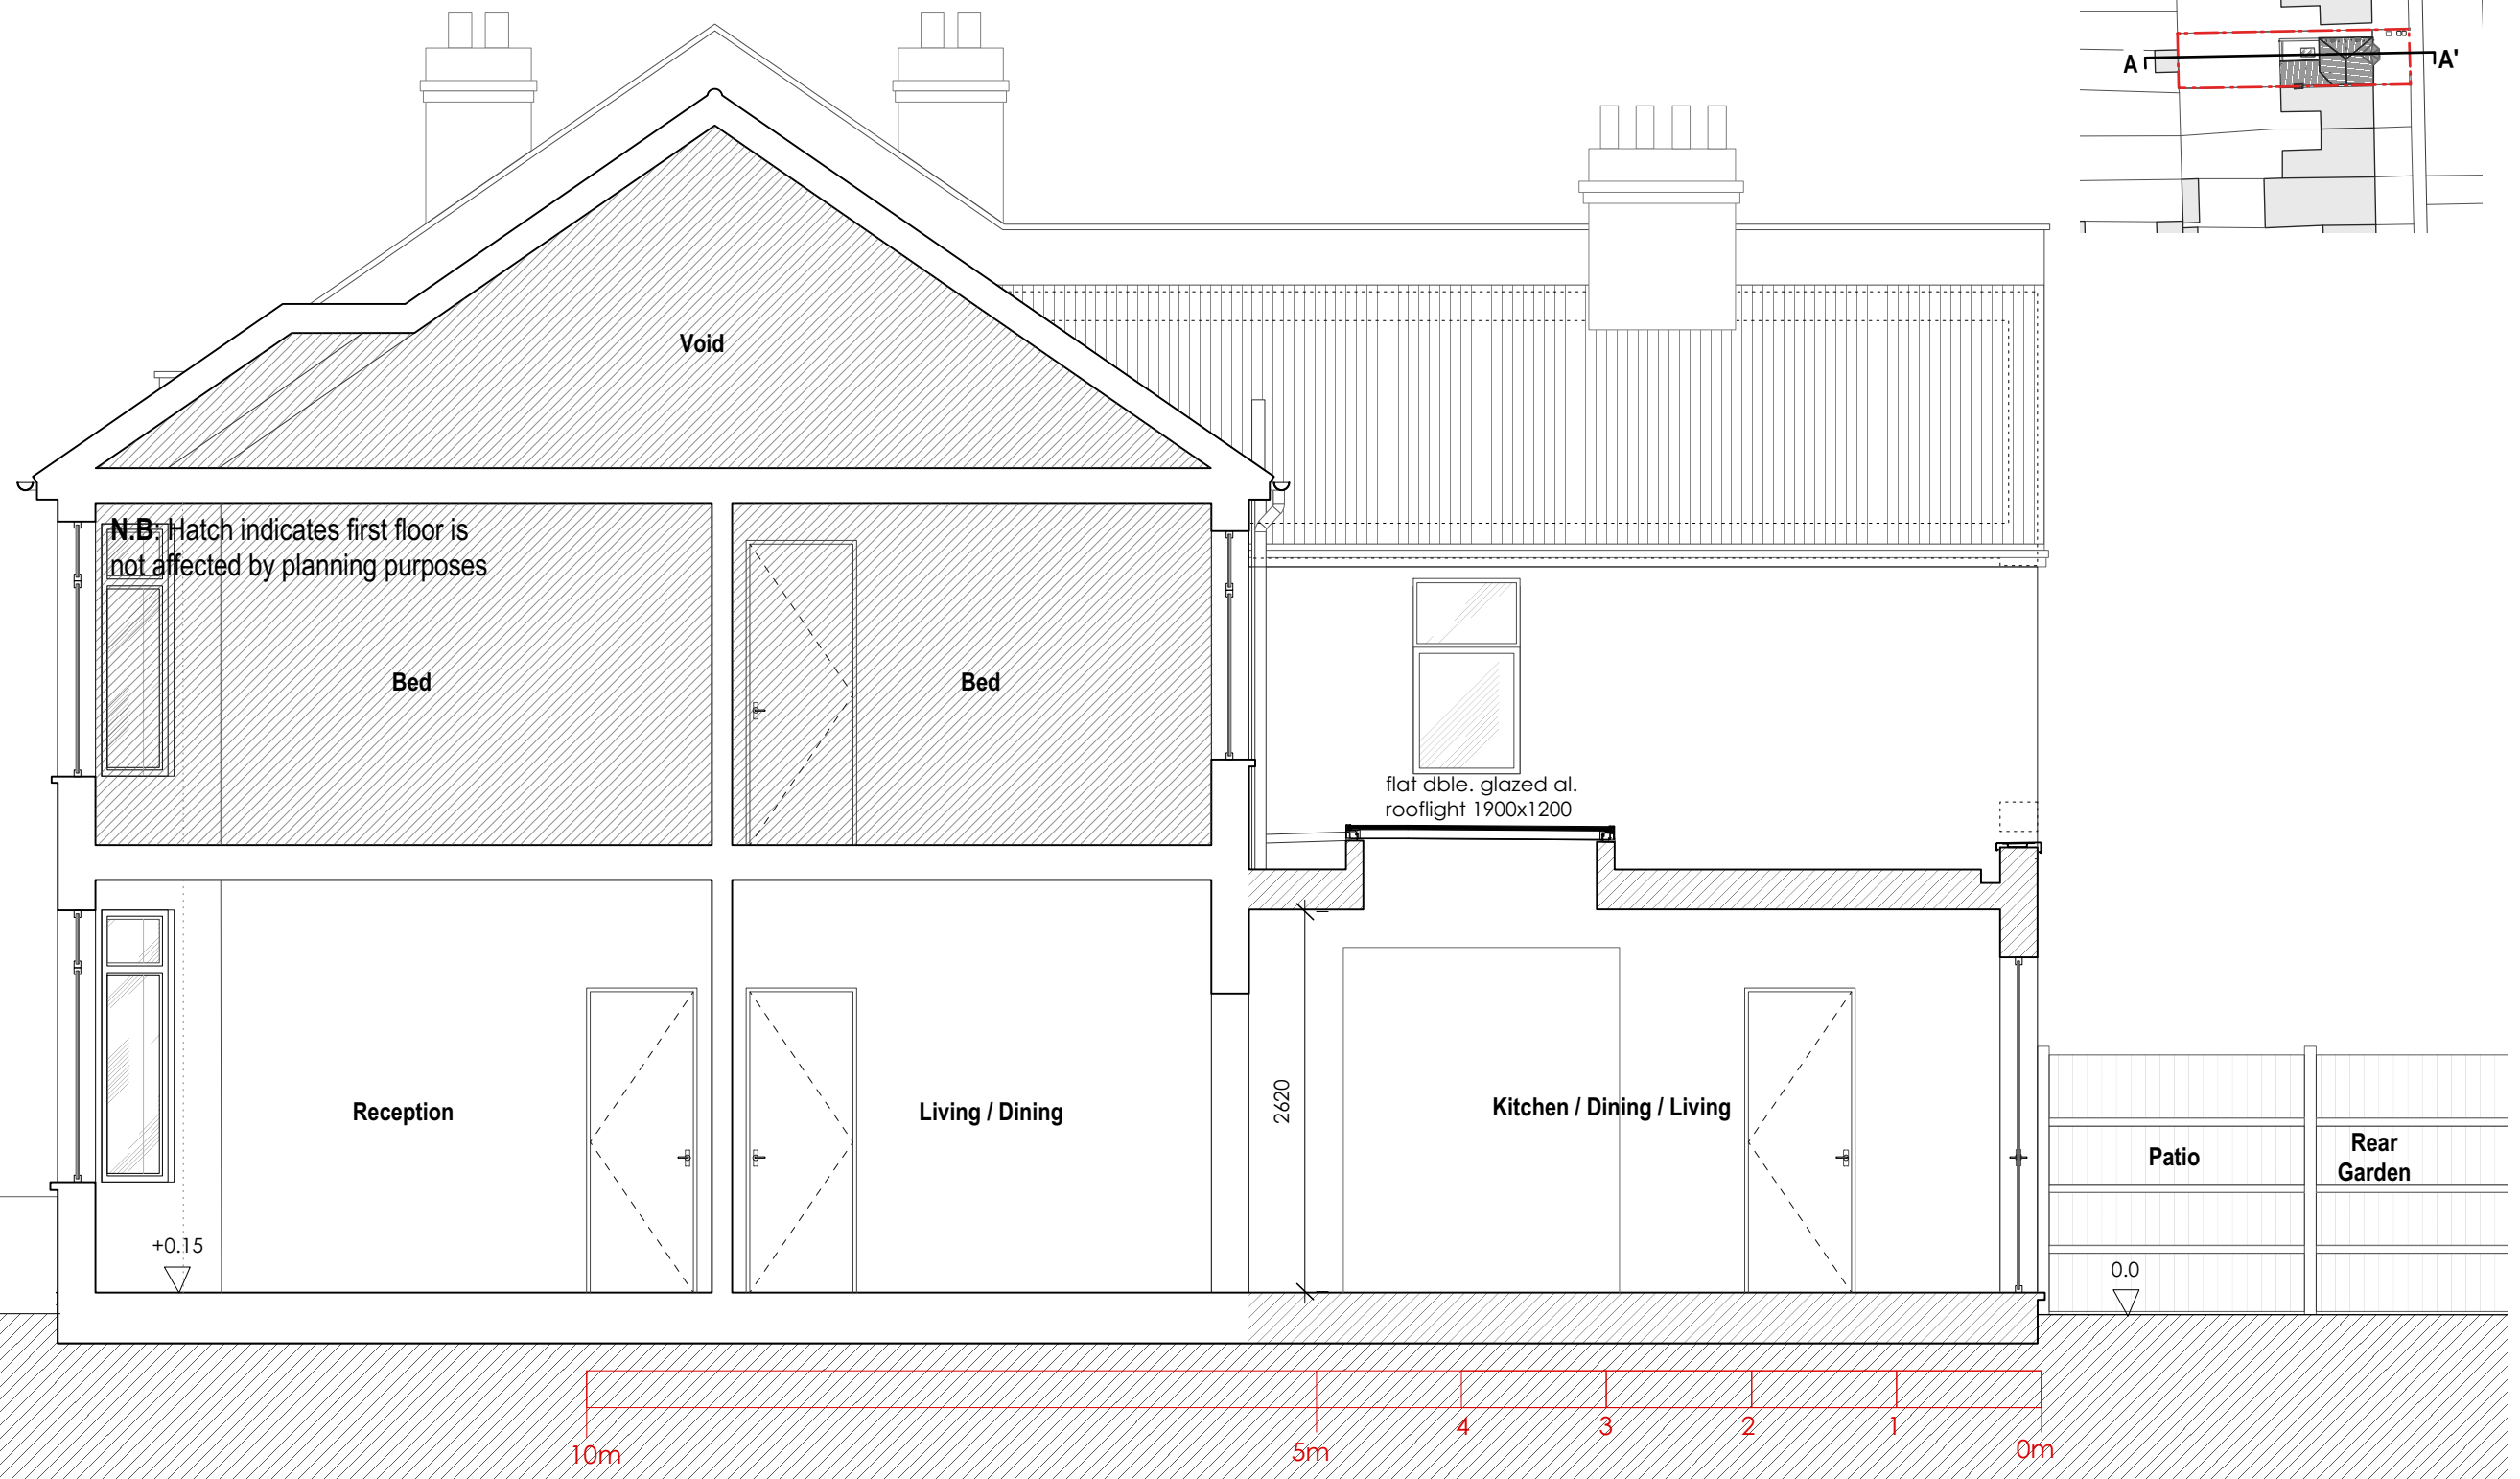 A
A'
Void
N.B: Hatch indicates first floor is
not affected by planning purposes
Bed
Bed
flat dble. glazed al.
rooflight 1900x1200
Reception
Living / Dining
2620
Kitchen / Dining / Living
Patio
Rear
Garden
+0.15
0.0
10m
5m
4
3
2
1
0m